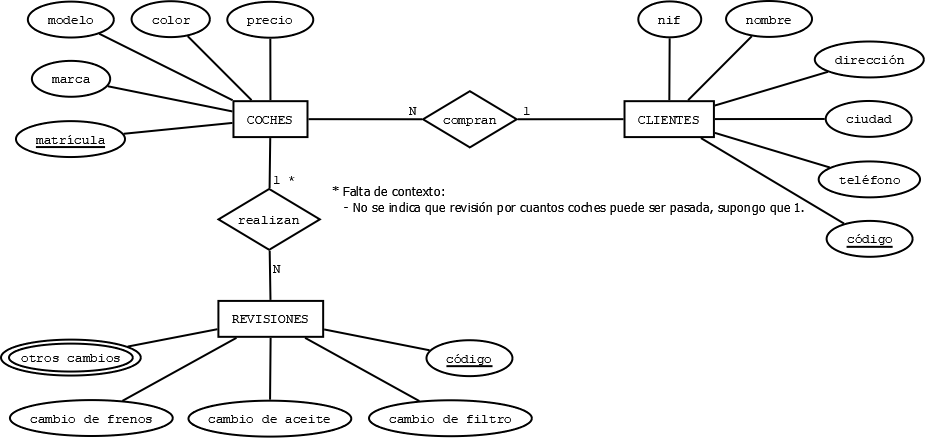 modelo
color
precio
nif
nombre
marca
dirección
COCHES
N
compran
1
CLIENTES
ciudad
matrícula
1 *
teléfono
* Falta de contexto:
- No se indica que revisión por cuantos coches puede ser pasada, supongo que 1.
realizan
código
N
REVISIONES
otros cambios
código
cambio de frenos
cambio de aceite
cambio de filtro